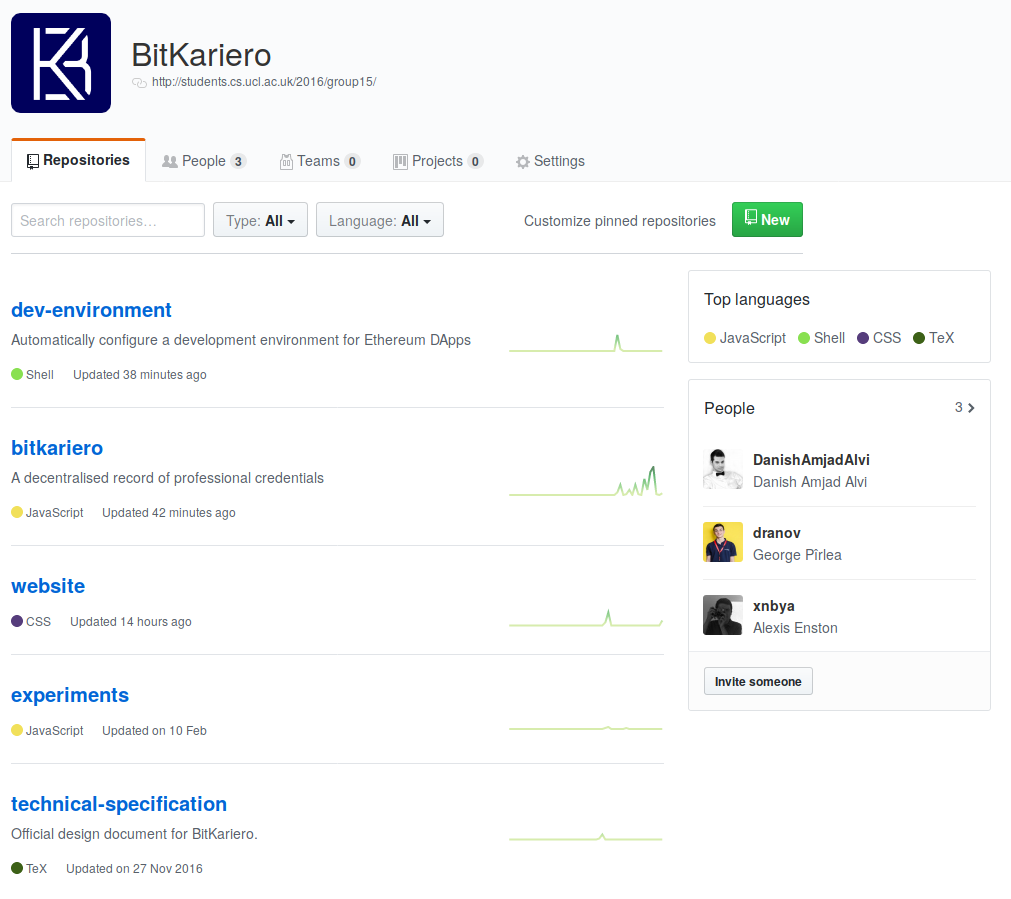 BitKariero
http://students.cs.ucl.ac.uk/2016/group15/
Repositories People 3 Teams 0 Projects 0 Settings
Search repositories… Type: All Language: All Customize pinned repositories New
dev-environment
Automatically configure a development environment for Ethereum DApps
Shell Updated 38 minutes ago
bitkariero
A decentralised record of professional credentials
JavaScript Updated 42 minutes ago
website
CSS Updated 14 hours ago
experiments
JavaScript Updated on 10 Feb
technical-specification
Official design document for BitKariero.
TeX Updated on 27 Nov 2016
Top languages
JavaScript Shell CSS TeX
People 3
DanishAmjadAlvi
Danish Amjad Alvi
dranov
George Pîrlea
xnbya
Alexis Enston
Invite someone